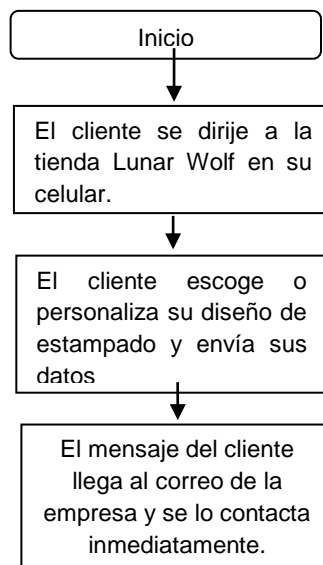 Inicio
El cliente se dirije a la
tienda Lunar Wolf en su
celular.
El cliente escoge o
personaliza su diseño de
estampado y envía sus
datos
El mensaje del cliente
llega al correo de la
empresa y se lo contacta
inmediatamente.